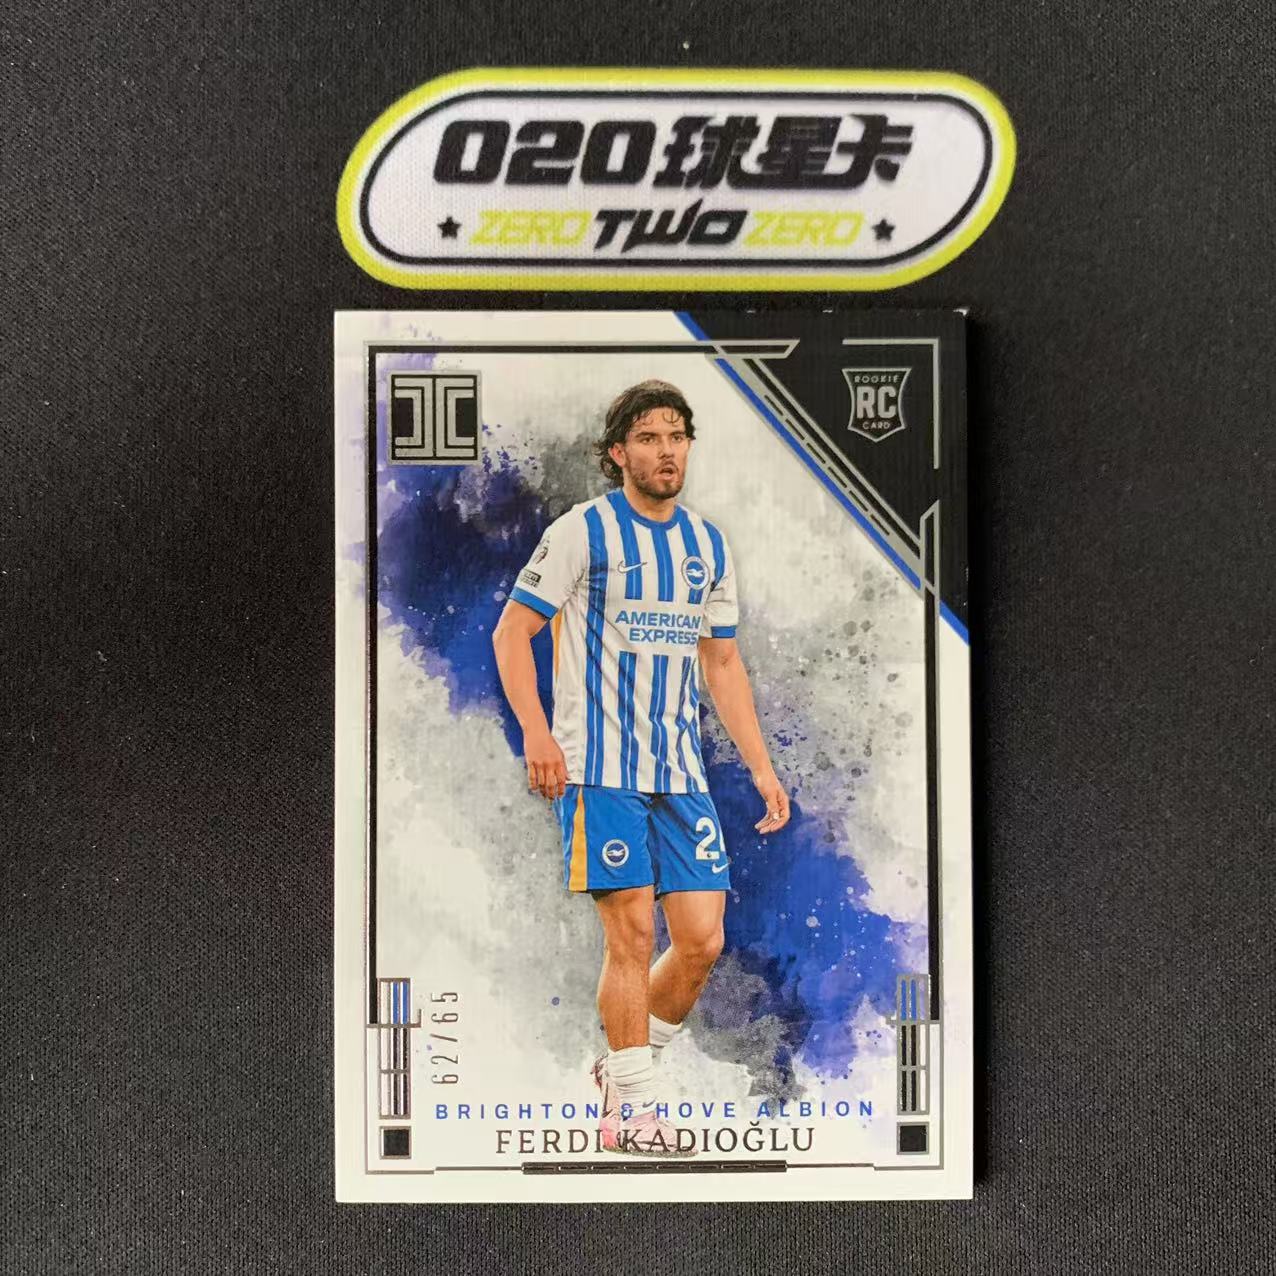 020球星卡
ZERO TWO ZERO
ROOKIE
RC
CARD
AMERICAN
EXPRESS
2
62/65
BRIGHTON & HOVE ALBION
FERDI KADIOĞLU